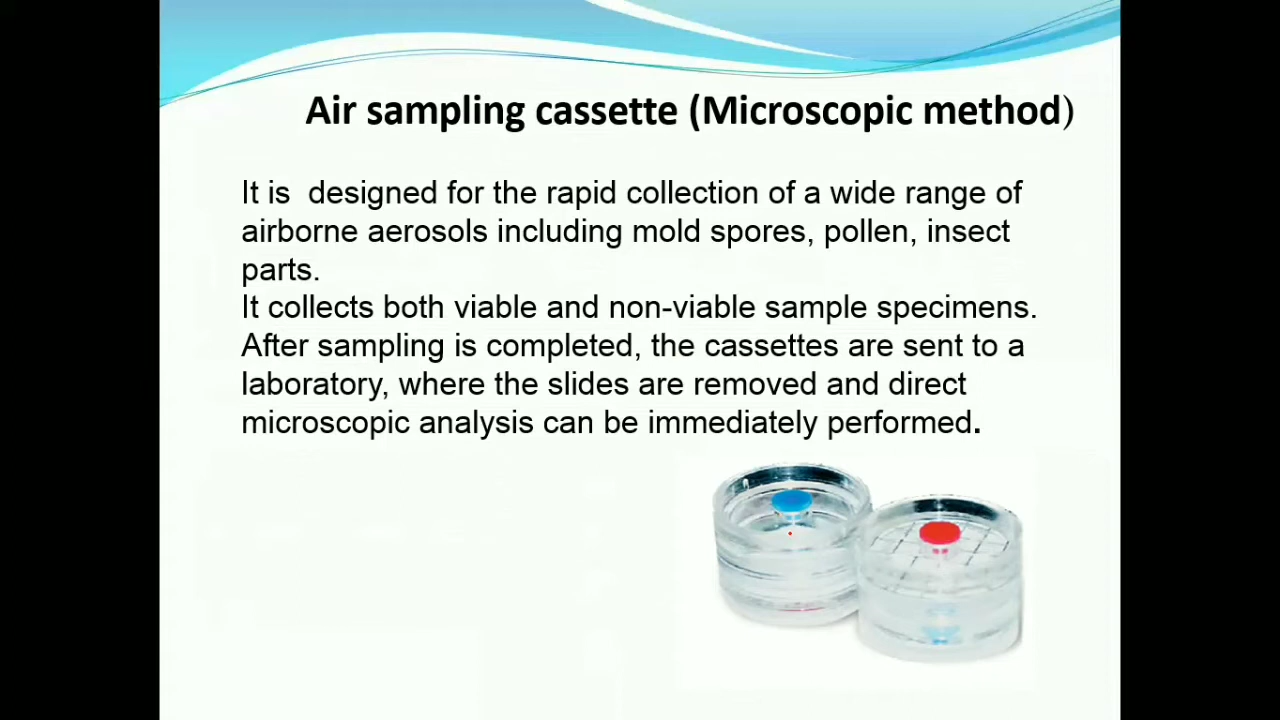 Air sampling cassette (Microscopic method)
It is  designed for the rapid collection of a wide range of
airborne aerosols including mold spores, pollen, insect
parts.
It collects both viable and non-viable sample specimens.
After sampling is completed, the cassettes are sent to a
laboratory, where the slides are removed and direct
microscopic analysis can be immediately performed.